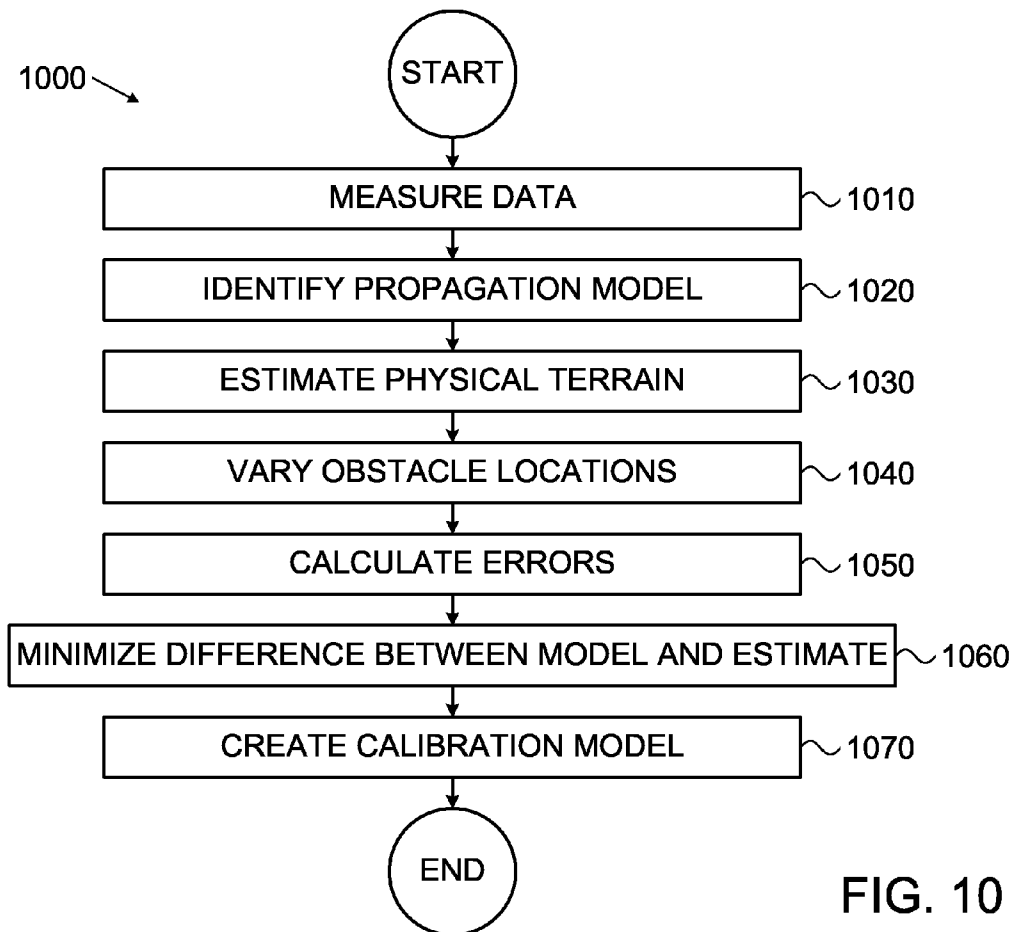 1000
START
MEASURE DATA
1010
IDENTIFY PROPAGATION MODEL
1020
ESTIMATE PHYSICAL TERRAIN
1030
VARY OBSTACLE LOCATIONS
1040
CALCULATE ERRORS
1050
MINIMIZE DIFFERENCE BETWEEN MODEL AND ESTIMATE
1060
CREATE CALIBRATION MODEL
1070
END
FIG. 10